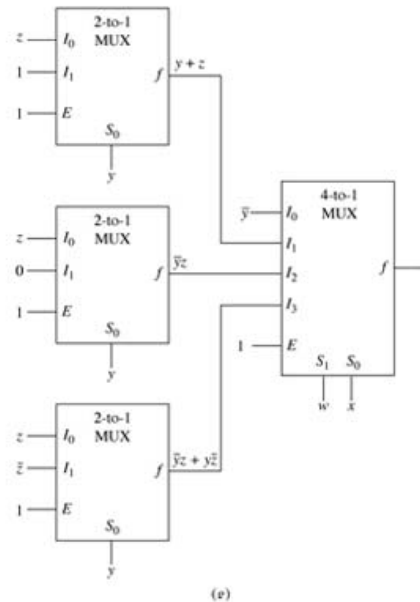 2-to-1
MUX
z I₀
1 I₁
1 E
f
S₀
y
y + z
2-to-1
MUX
z I₀
0 I₁
1 E
f
S₀
y
y̅z
2-to-1
MUX
z I₀
z̅ I₁
1 E
f
S₀
y
y̅z + yz̅
4-to-1
MUX
y̅ I₀
I₁
I₂
I₃
1 E
f
S₁ S₀
w x